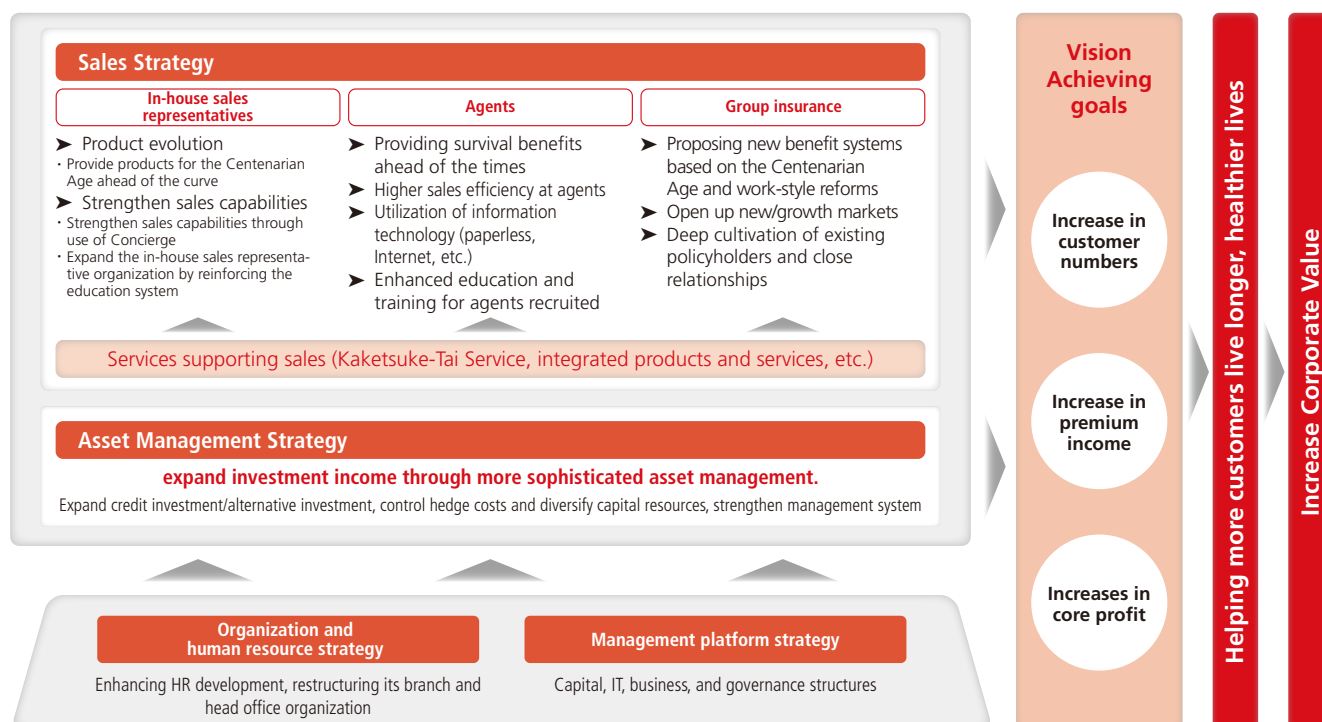 Sales Strategy
In-house sales
representatives
➤ Product evolution
・Provide products for the Centenarian
Age ahead of the curve
➤ Strengthen sales capabilities
・Strengthen sales capabilities through
use of Concierge
・Expand the in-house sales representa-
tive organization by reinforcing the
education system
Agents
➤ Providing survival benefits
ahead of the times
➤ Higher sales efficiency at agents
➤ Utilization of information
technology (paperless,
Internet, etc.)
➤ Enhanced education and
training for agents recruited
Group insurance
➤ Proposing new benefit systems
based on the Centenarian
Age and work-style reforms
➤ Open up new/growth markets
➤ Deep cultivation of existing
policyholders and close
relationships
Services supporting sales (Kaketsuke-Tai Service, integrated products and services, etc.)
Asset Management Strategy
expand investment income through more sophisticated asset management.
Expand credit investment/alternative investment, control hedge costs and diversify capital resources, strengthen management system
Organization and
human resource strategy
Enhancing HR development, restructuring its branch and
head office organization
Management platform strategy
Capital, IT, business, and governance structures
Vision
Achieving
goals
Increase in
customer
numbers
Increase in
premium
income
Increases in
core profit
Helping more customers live longer, healthier lives
Increase Corporate Value